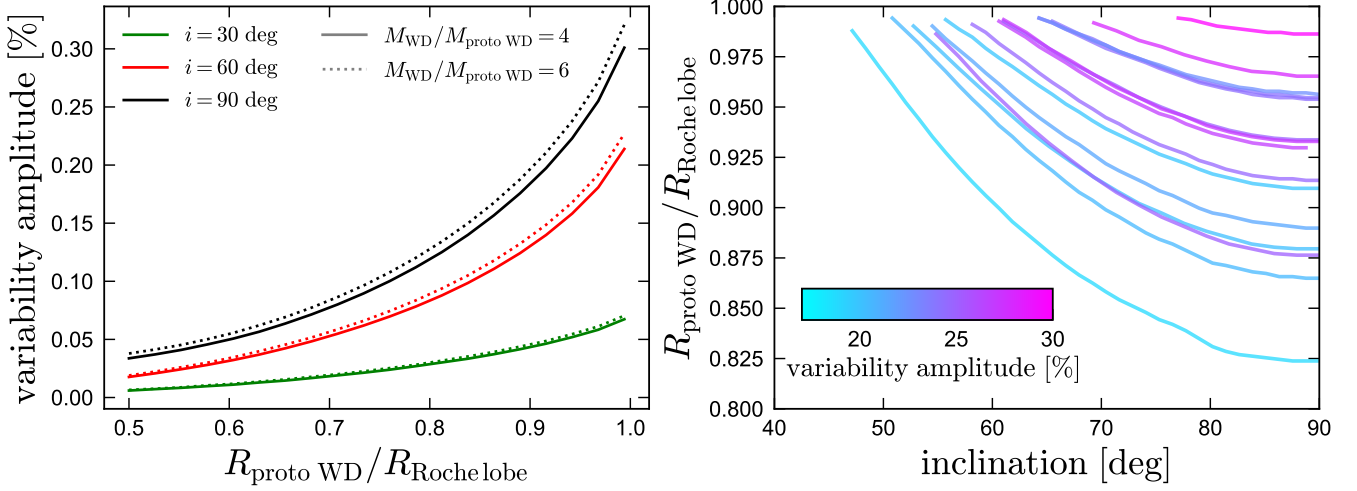 variability amplitude [%]
0.30
0.25
0.20
0.15
0.10
0.05
0.00
i = 30 deg
i = 60 deg
i = 90 deg
M_WD/M_proto WD = 4
M_WD/M_proto WD = 6
0.5 0.6 0.7 0.8 0.9 1.0
R_proto WD/R_Roche lobe
R_proto WD/R_Roche lobe
1.000
0.975
0.950
0.925
0.900
0.875
0.850
0.825
0.800
20 25 30
variability amplitude [%]
40 50 60 70 80 90
inclination [deg]